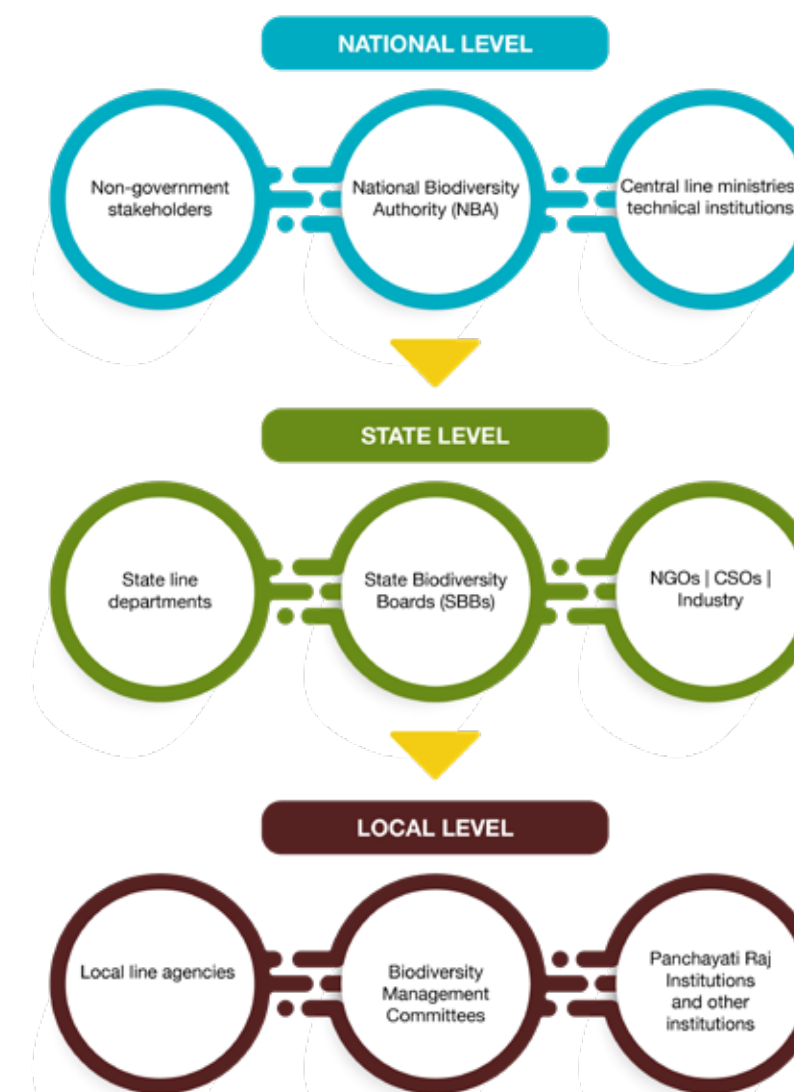 NATIONAL LEVEL
Non-government
stakeholders
National Biodiversity
Authority (NBA)
Central line ministries
technical institutions
STATE LEVEL
State line
departments
State Biodiversity
Boards (SBBs)
NGOs | CSOs |
Industry
LOCAL LEVEL
Local line agencies
Biodiversity
Management
Committees
Panchayati Raj
Institutions
and other
institutions